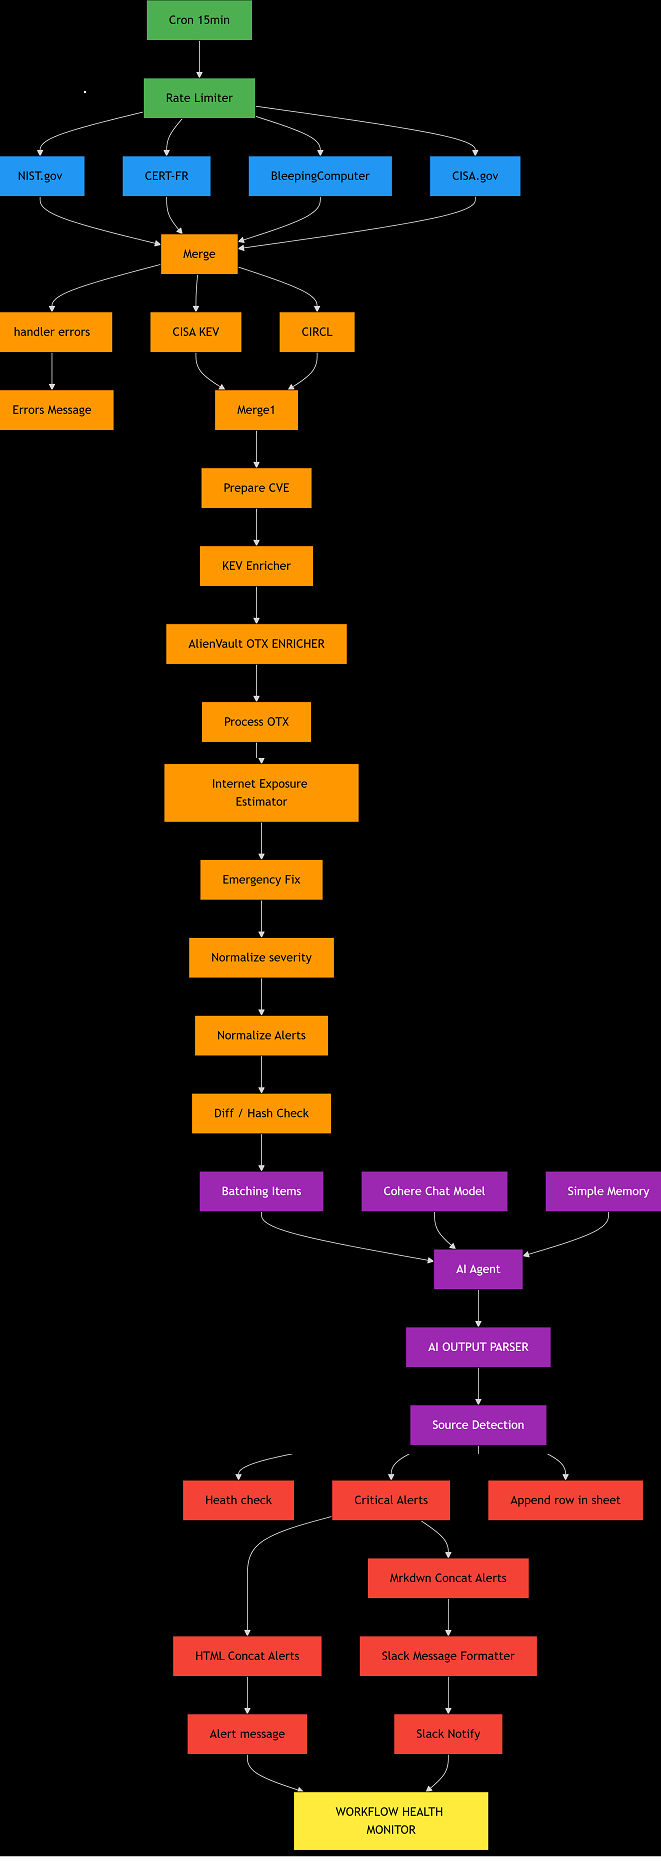 Cron 15min
Rate Limiter
NIST.gov
CERT-FR
BleepingComputer
CISA.gov
Merge
handler errors
CISA KEV
CIRCL
Errors Message
Merge1
Prepare CVE
KEV Enricher
AlienVault OTX ENRICHER
Process OTX
Internet Exposure
Estimator
Emergency Fix
Normalize severity
Normalize Alerts
Diff / Hash Check
Batching Items
Cohere Chat Model
Simple Memory
AI Agent
AI OUTPUT PARSER
Source Detection
Heath check
Critical Alerts
Append row in sheet
Mrkdwn Concat Alerts
HTML Concat Alerts
Slack Message Formatter
Alert message
Slack Notify
WORKFLOW HEALTH
MONITOR